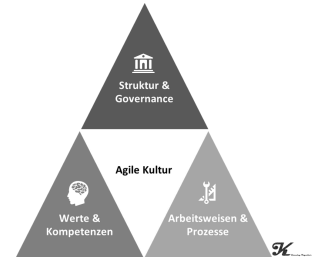 Struktur &
Governance
Agile Kultur
Werte &
Kompetenzen
Arbeitsweisen &
Prozesse